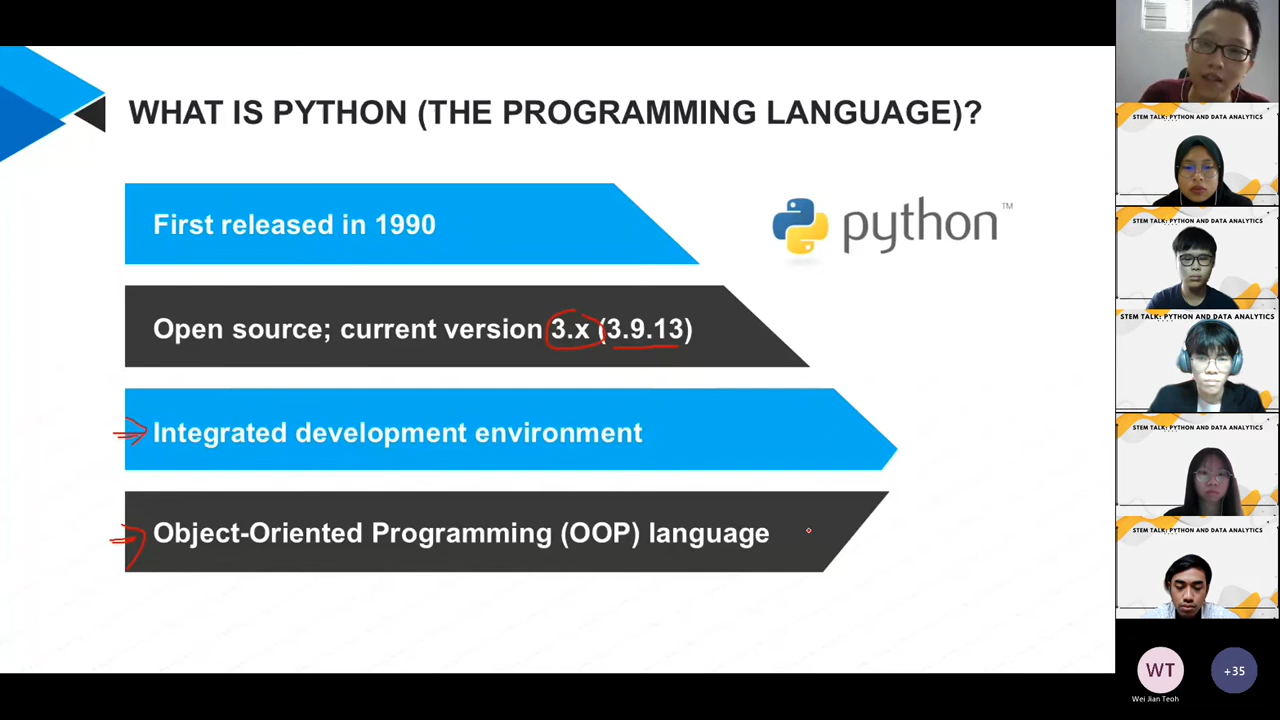 WHAT IS PYTHON (THE PROGRAMMING LANGUAGE)?
First released in 1990
python™
Open source; current version 3.x (3.9.13)
Integrated development environment
Object-Oriented Programming (OOP) language
STEM TALK: PYTHON AND DATA ANALYTICS
STEM TALK: PYTHON AND DATA ANALYTICS
STEM TALK: PYTHON AND DATA ANALYTICS
STEM TALK: PYTHON AND DATA ANALYTICS
STEM TALK: PYTHON AND DATA ANALYTICS
WT
+35
Wei Jian Teoh